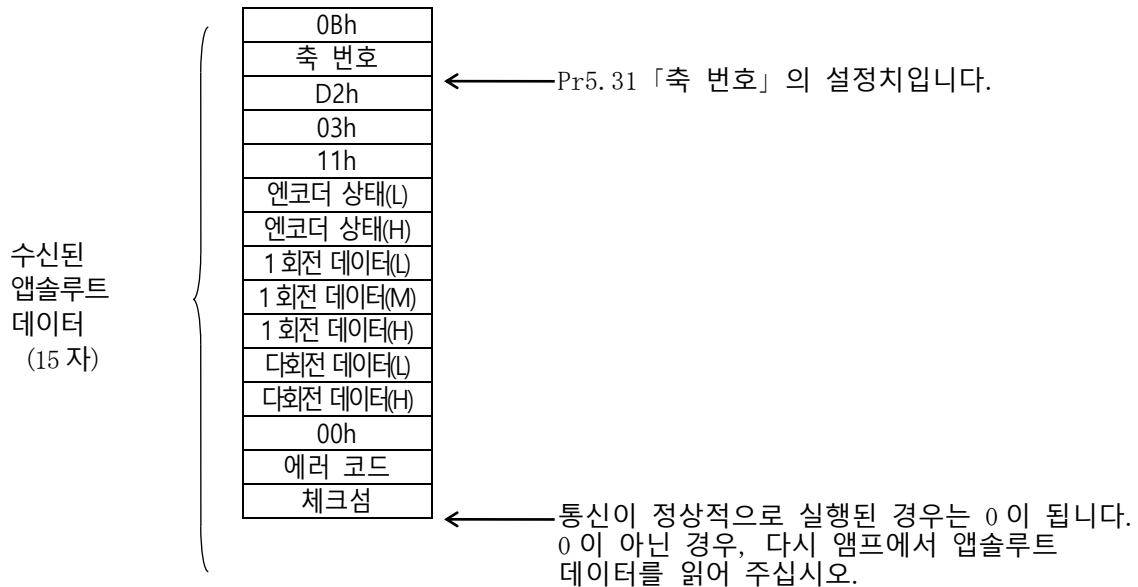 0Bh
축 번호
Pr5.31「축 번호」의 설정치입니다.
D2h
03h
11h
엔코더 상태(L)
엔코더 상태(H)
수신된
앱솔루트
데이터
(15 자)
1 회전 데이터(L)
1 회전 데이터(M)
1 회전 데이터(H)
다회전 데이터(L)
다회전 데이터(H)
00h
에러 코드
체크섬
통신이 정상적으로 실행된 경우는 0 이 됩니다.
0 이 아닌 경우, 다시 앰프에서 앱솔루트
데이터를 읽어 주십시오.